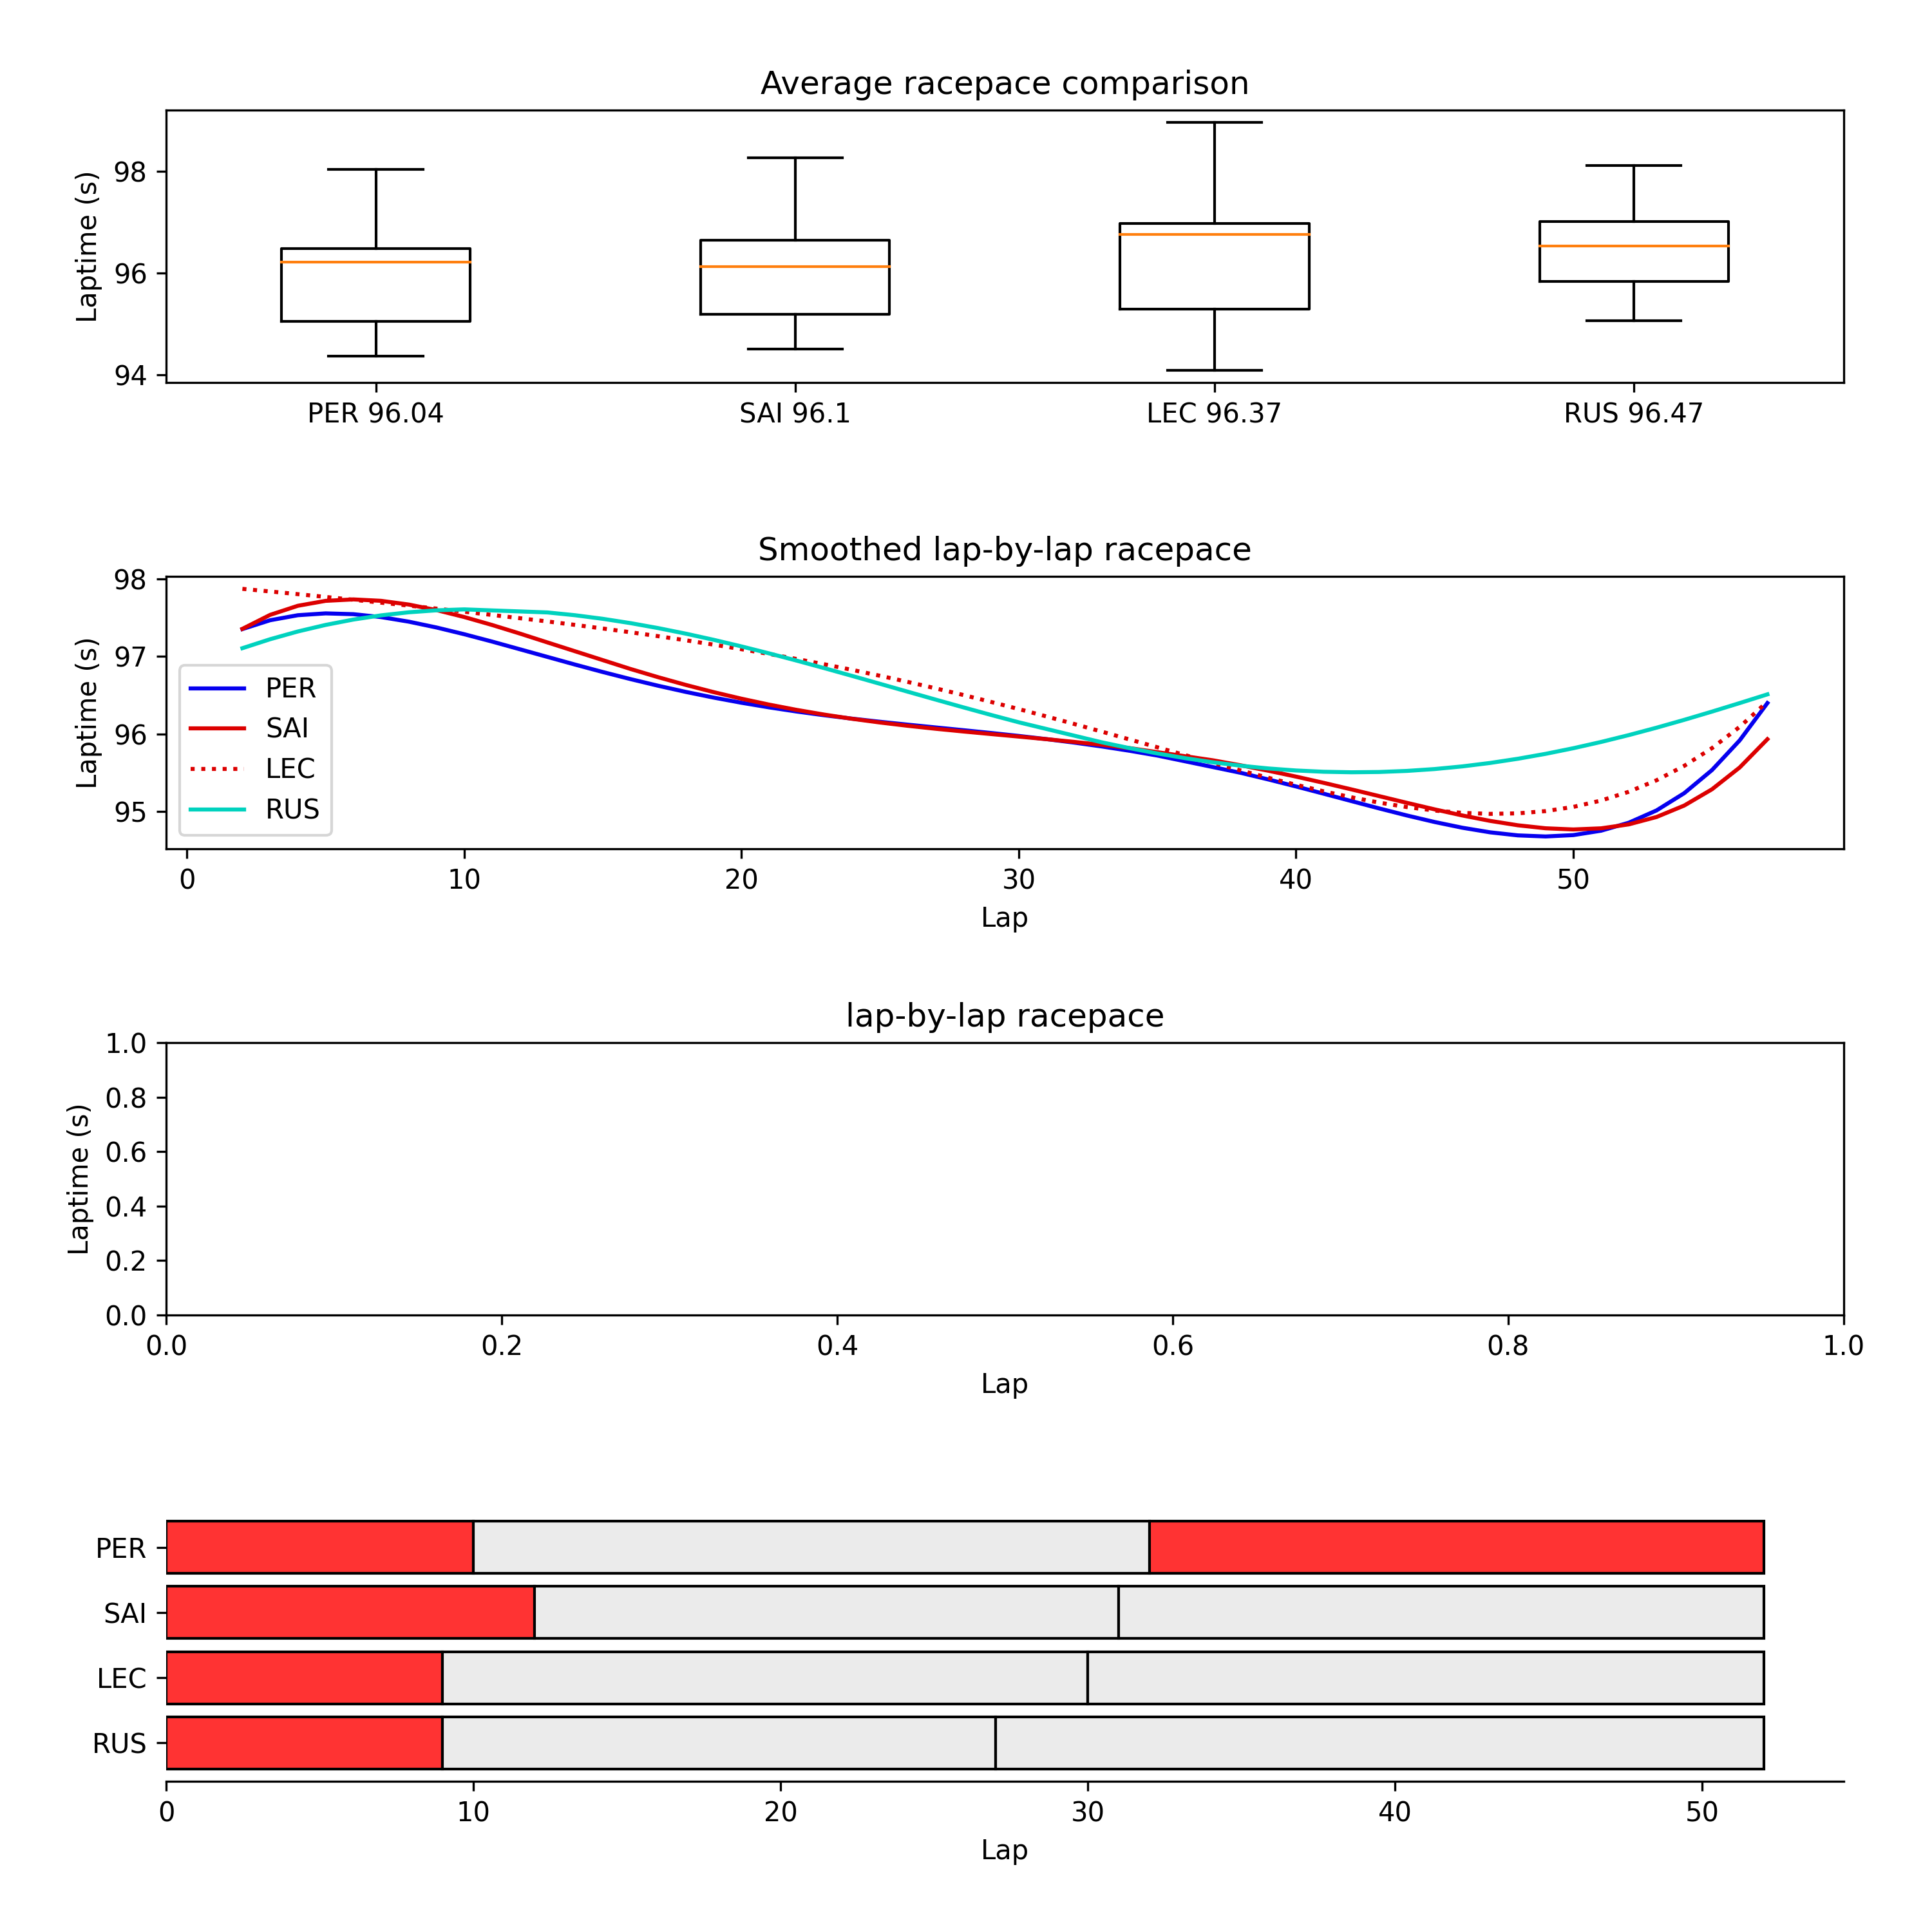 Average racepace comparison
Laptime (s)
98
96
94
PER 96.04 SAI 96.1 LEC 96.37 RUS 96.47
Smoothed lap-by-lap racepace
Laptime (s)
98
97
96
95
PER
SAI
LEC
RUS
0 10 20 30 40 50
Lap
lap-by-lap racepace
Laptime (s)
1.0
0.8
0.6
0.4
0.2
0.0
0.0 0.2 0.4 0.6 0.8 1.0
Lap
PER
SAI
LEC
RUS
0 10 20 30 40 50
Lap